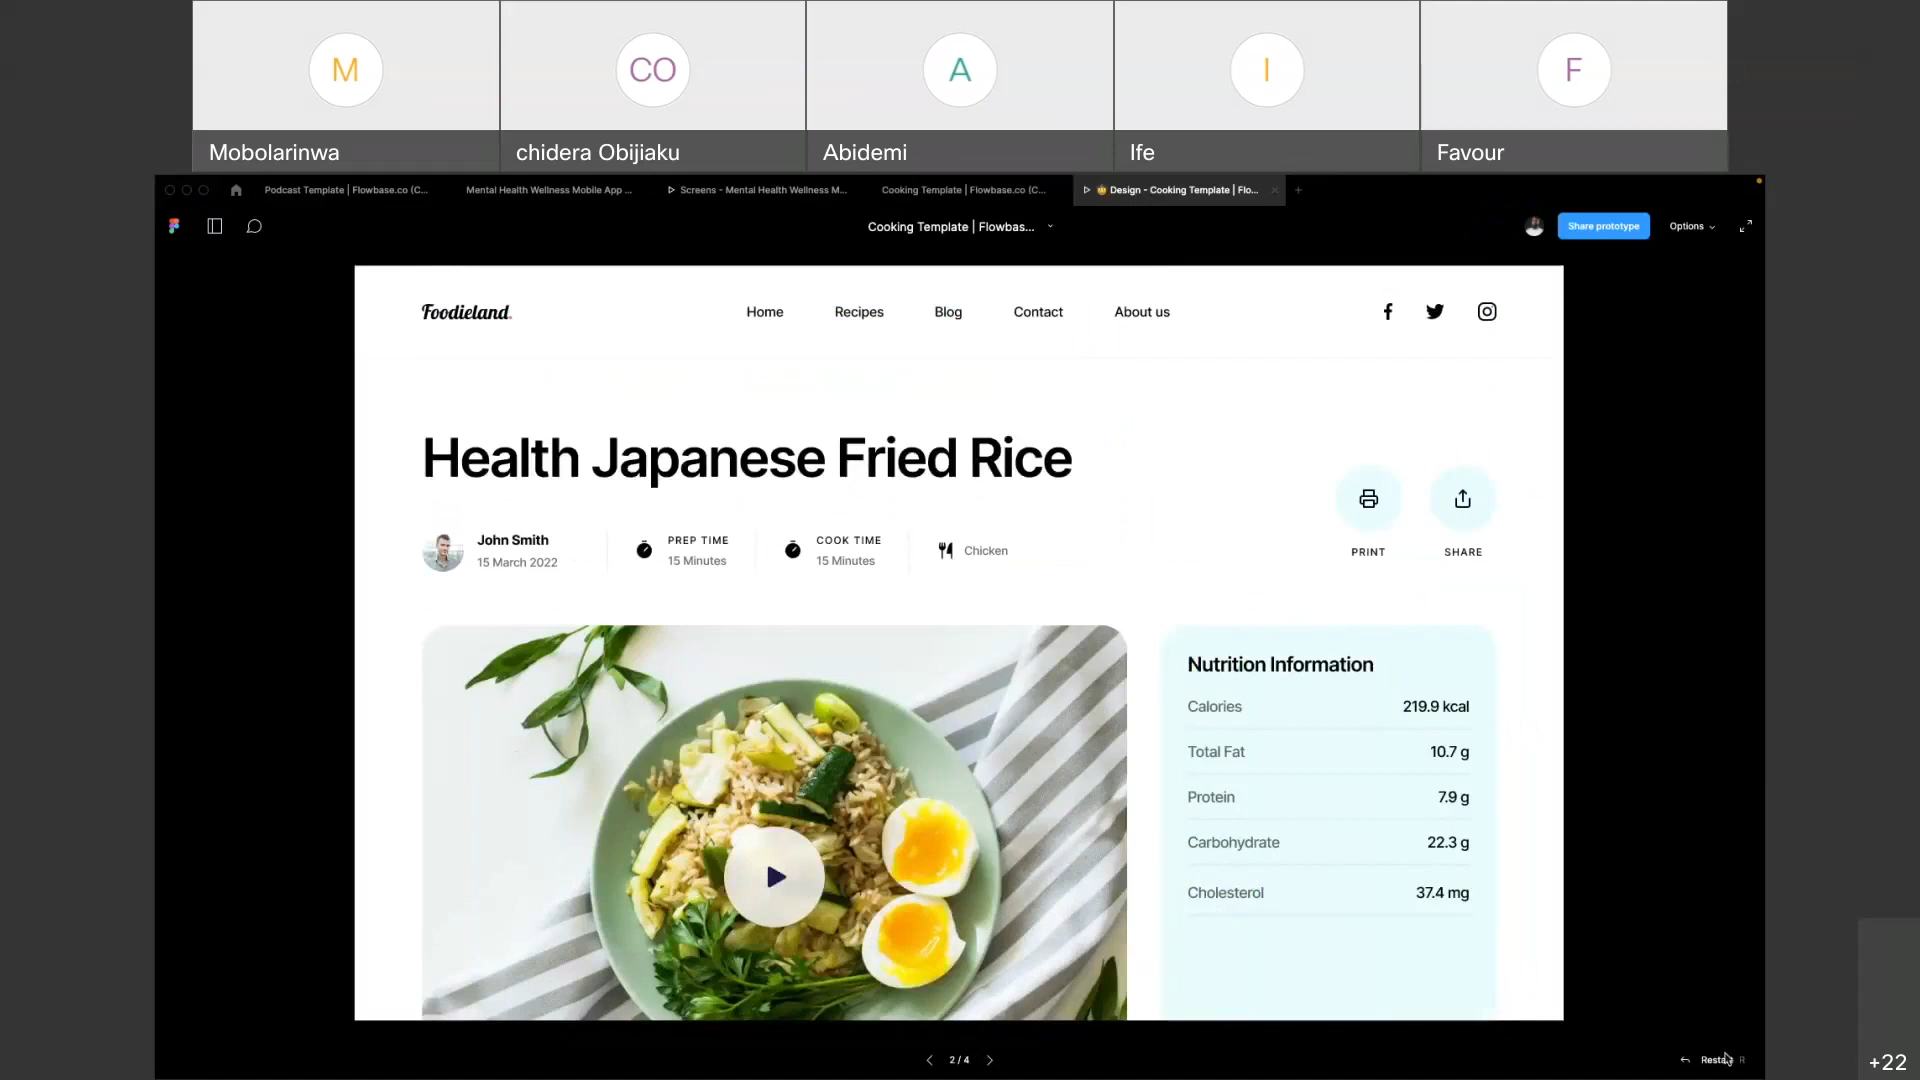 M
CO
A
I
F
Mobolarinwa
chidera Obijiaku
Abidemi
Ife
Favour
Podcast Template | Flowbase.co (C...
Mental Health Wellness Mobile App ...
Screens - Mental Health Wellness M...
Cooking Template | Flowbase.co (C...
Design - Cooking Template | Flo...
Cooking Template | Flowbas...
Share prototype
Options
Foodieland.
Home
Recipes
Blog
Contact
About us
Health Japanese Fried Rice
John Smith
15 March 2022
PREP TIME
15 Minutes
COOK TIME
15 Minutes
Chicken
PRINT
SHARE
Nutrition Information
Calories 219.9 kcal
Total Fat 10.7 g
Protein 7.9 g
Carbohydrate 22.3 g
Cholesterol 37.4 mg
2 / 4
R
+22